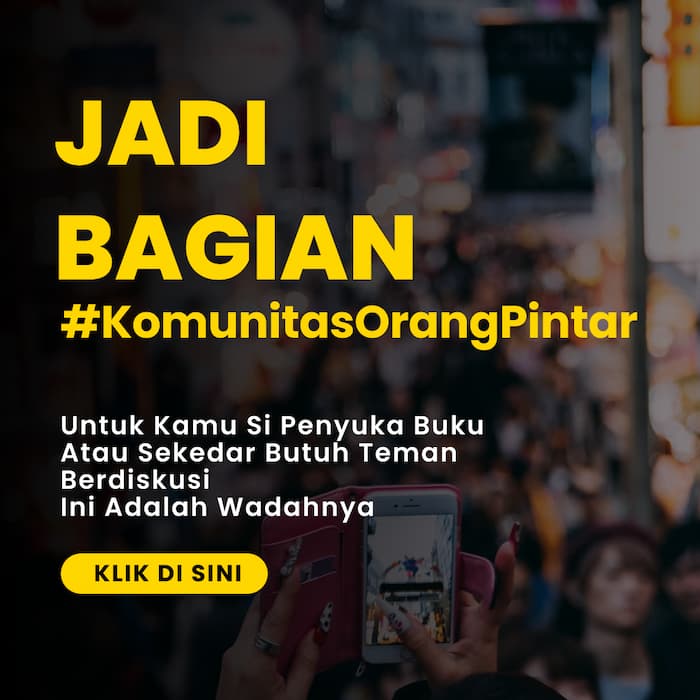 JADI
BAGIAN
#KomunitasOrangPintar
Untuk Kamu Si Penyuka Buku
Atau Sekedar Butuh Teman
Berdiskusi
Ini Adalah Wadahnya
KLIK DI SINI